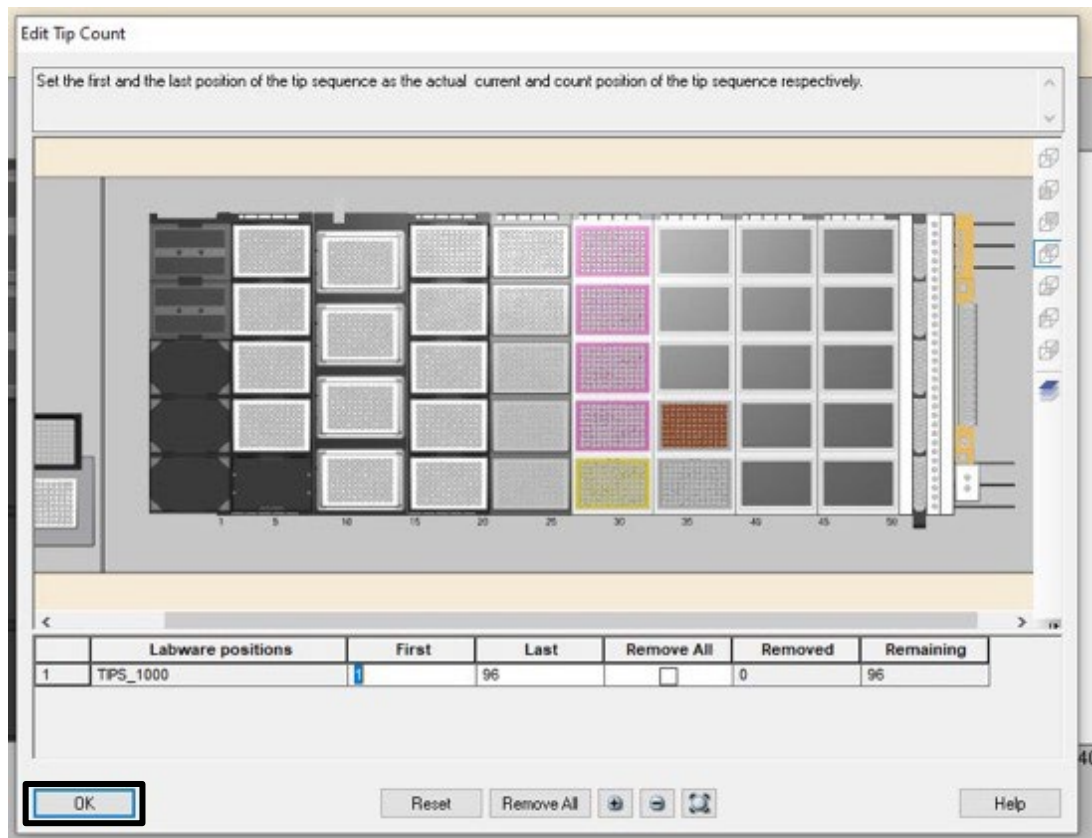 Edit Tip Count
Set the first and the last position of the tip sequence as the actual current and count position of the tip sequence respectively.
1 5 10 15 20 25 30 35 40 45 50
Labware positions First Last Remove All Removed Remaining
1 TIPS_1000 1 96 0 96
40
OK Reset Remove All Help